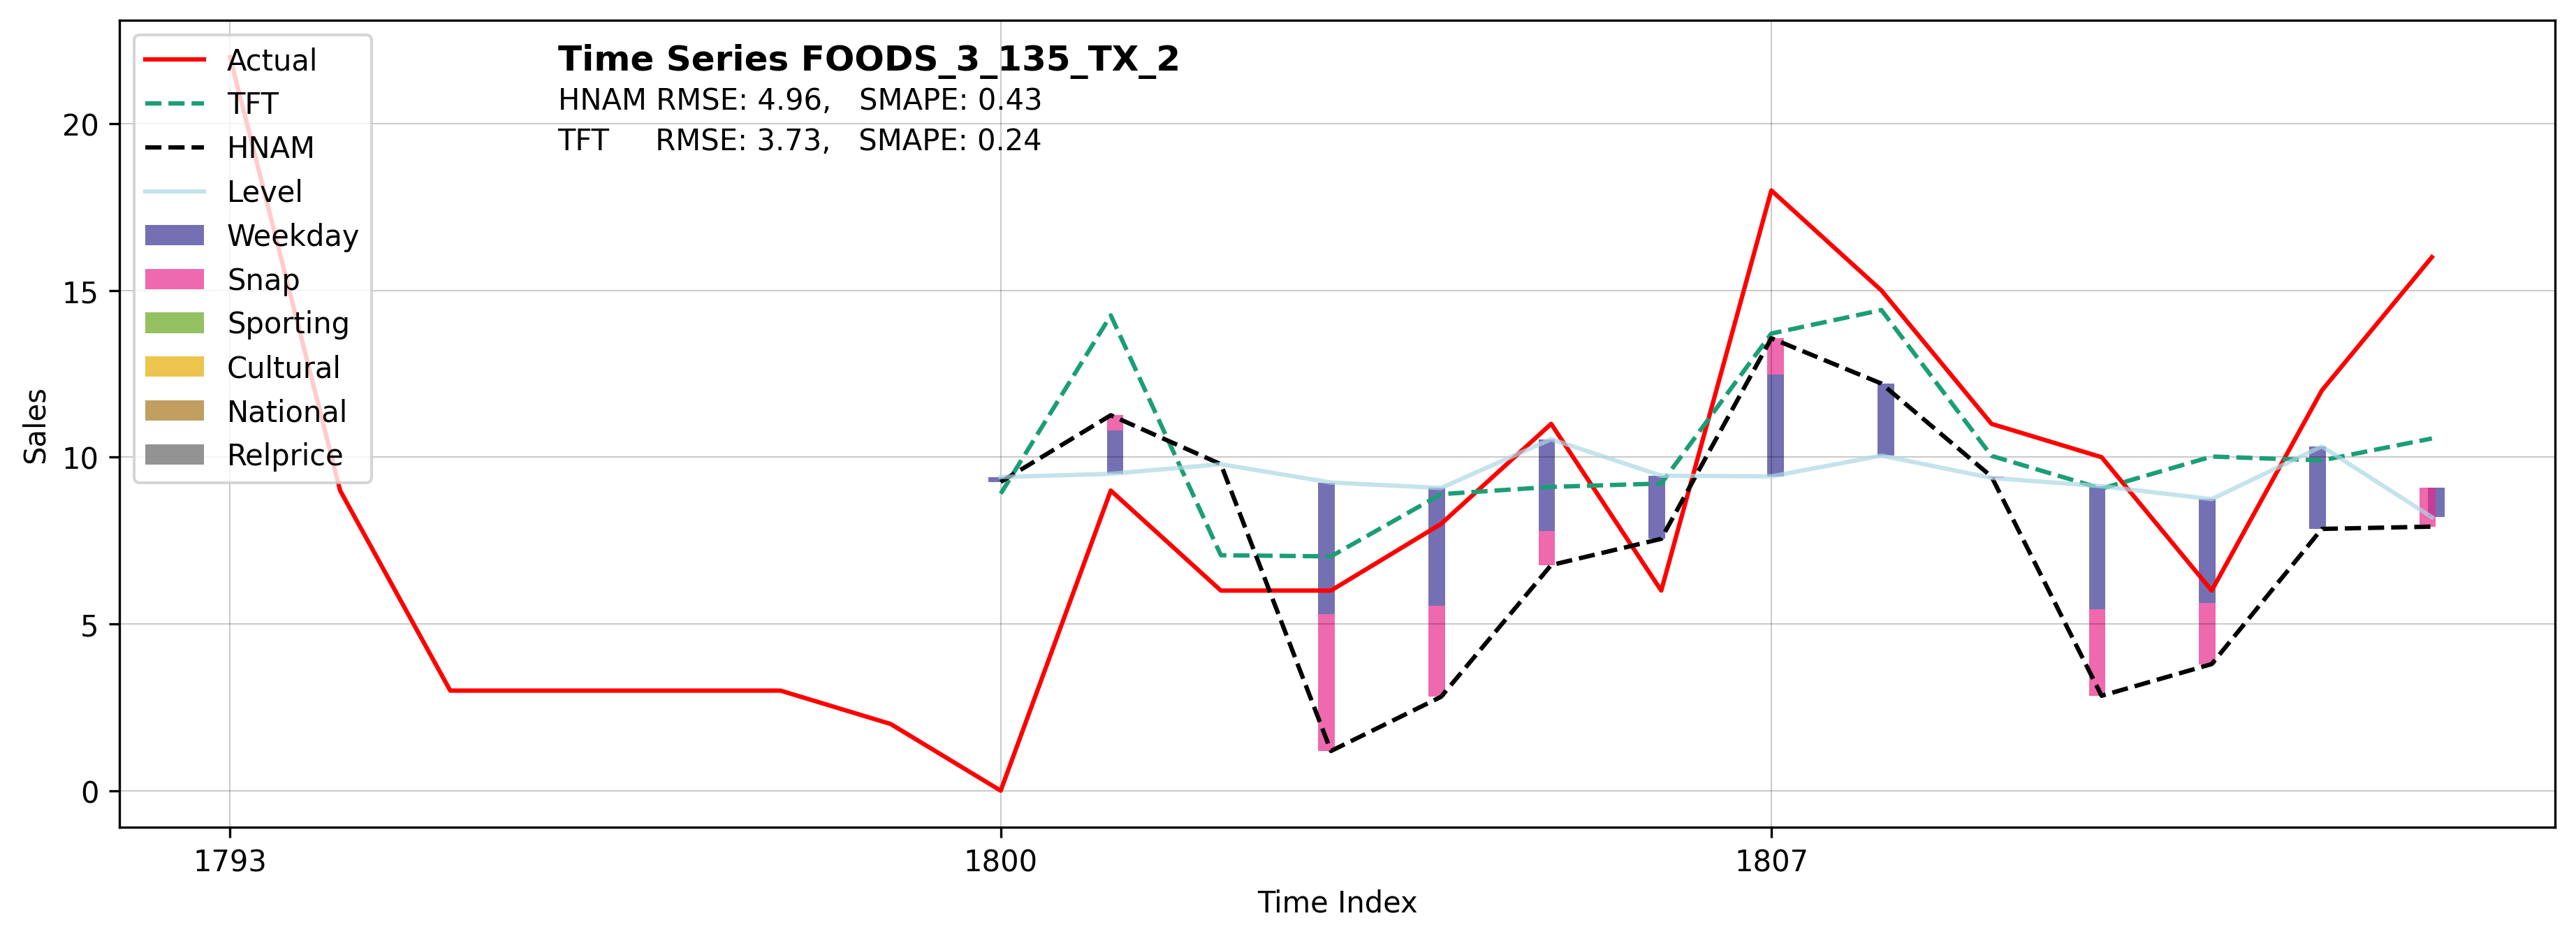 Time Series FOODS_3_135_TX_2
HNAM RMSE: 4.96, SMAPE: 0.43
TFT RMSE: 3.73, SMAPE: 0.24
Actual
TFT
HNAM
Level
Weekday
Snap
Sporting
Cultural
National
Relprice
Sales
20
15
10
5
0
1793
1800
1807
Time Index